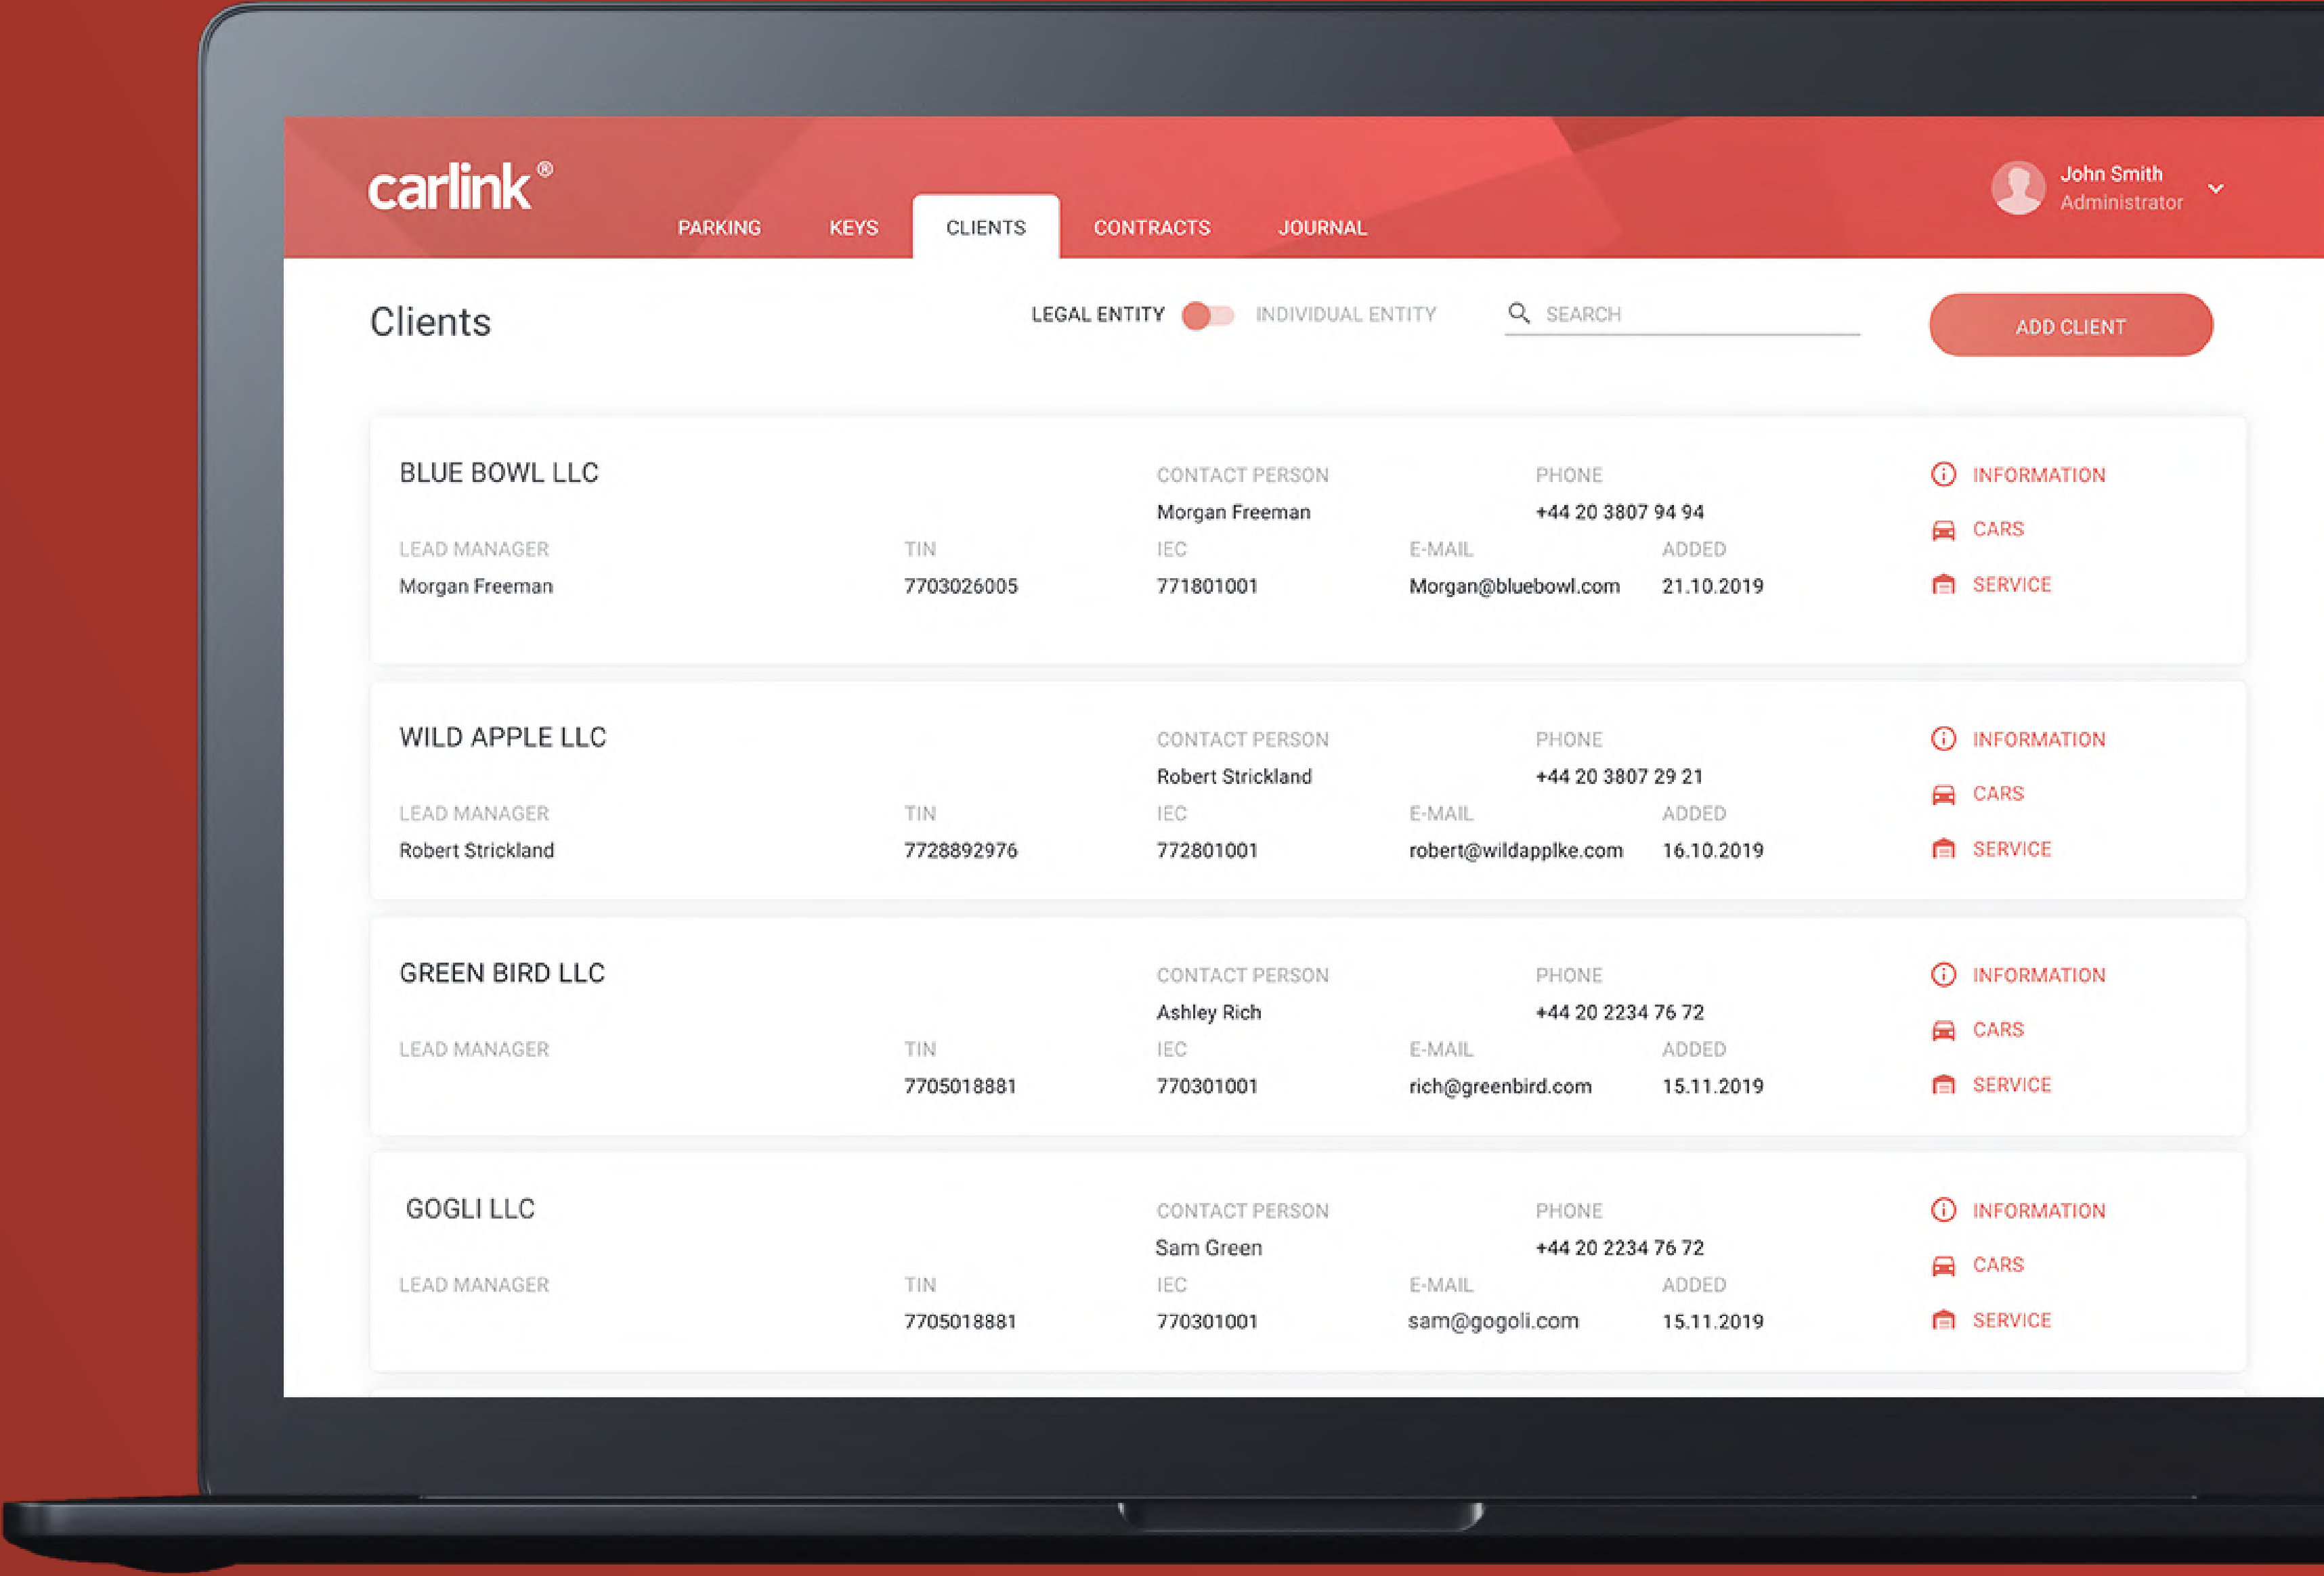 carlink®
PARKING KEYS CLIENTS CONTRACTS JOURNAL
John Smith
Administrator
Clients
LEGAL ENTITY INDIVIDUAL ENTITY
SEARCH
ADD CLIENT
BLUE BOWL LLC
CONTACT PERSON PHONE
Morgan Freeman +44 20 3807 94 94
LEAD MANAGER TIN IEC E-MAIL ADDED
Morgan Freeman 7703026005 771801001 Morgan@bluebowl.com 21.10.2019
INFORMATION
CARS
SERVICE
WILD APPLE LLC
CONTACT PERSON PHONE
Robert Strickland +44 20 3807 29 21
LEAD MANAGER TIN IEC E-MAIL ADDED
Robert Strickland 7728892976 772801001 robert@wildapplke.com 16.10.2019
INFORMATION
CARS
SERVICE
GREEN BIRD LLC
CONTACT PERSON PHONE
Ashley Rich +44 20 2234 76 72
LEAD MANAGER TIN IEC E-MAIL ADDED
7705018881 770301001 rich@greenbird.com 15.11.2019
INFORMATION
CARS
SERVICE
GOGLI LLC
CONTACT PERSON PHONE
Sam Green +44 20 2234 76 72
LEAD MANAGER TIN IEC E-MAIL ADDED
7705018881 770301001 sam@gogoli.com 15.11.2019
INFORMATION
CARS
SERVICE